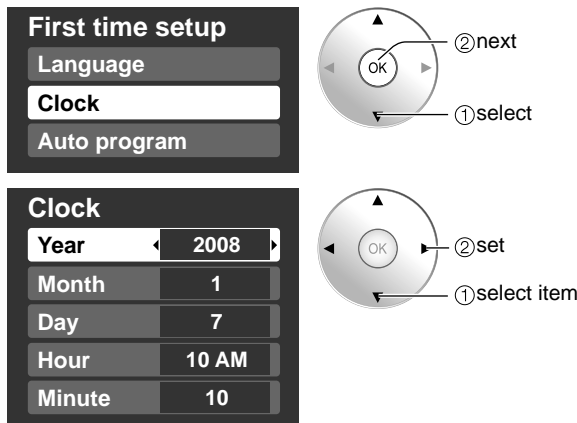 First time setup
Language
Clock
Auto program
OK
②next
①select
Clock
Year 2008
Month 1
Day 7
Hour 10 AM
Minute 10
OK
②set
①select item